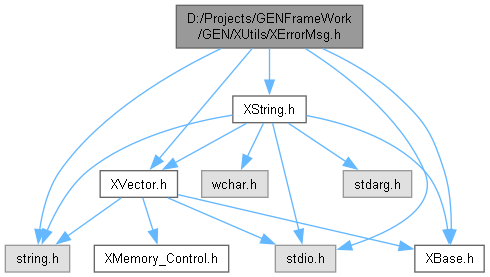 D:/Projects/GENFrameWork
/GEN/XUtils/XErrorMsg.h
XString.h
XVector.h
wchar.h
stdarg.h
string.h
XMemory_Control.h
stdio.h
XBase.h